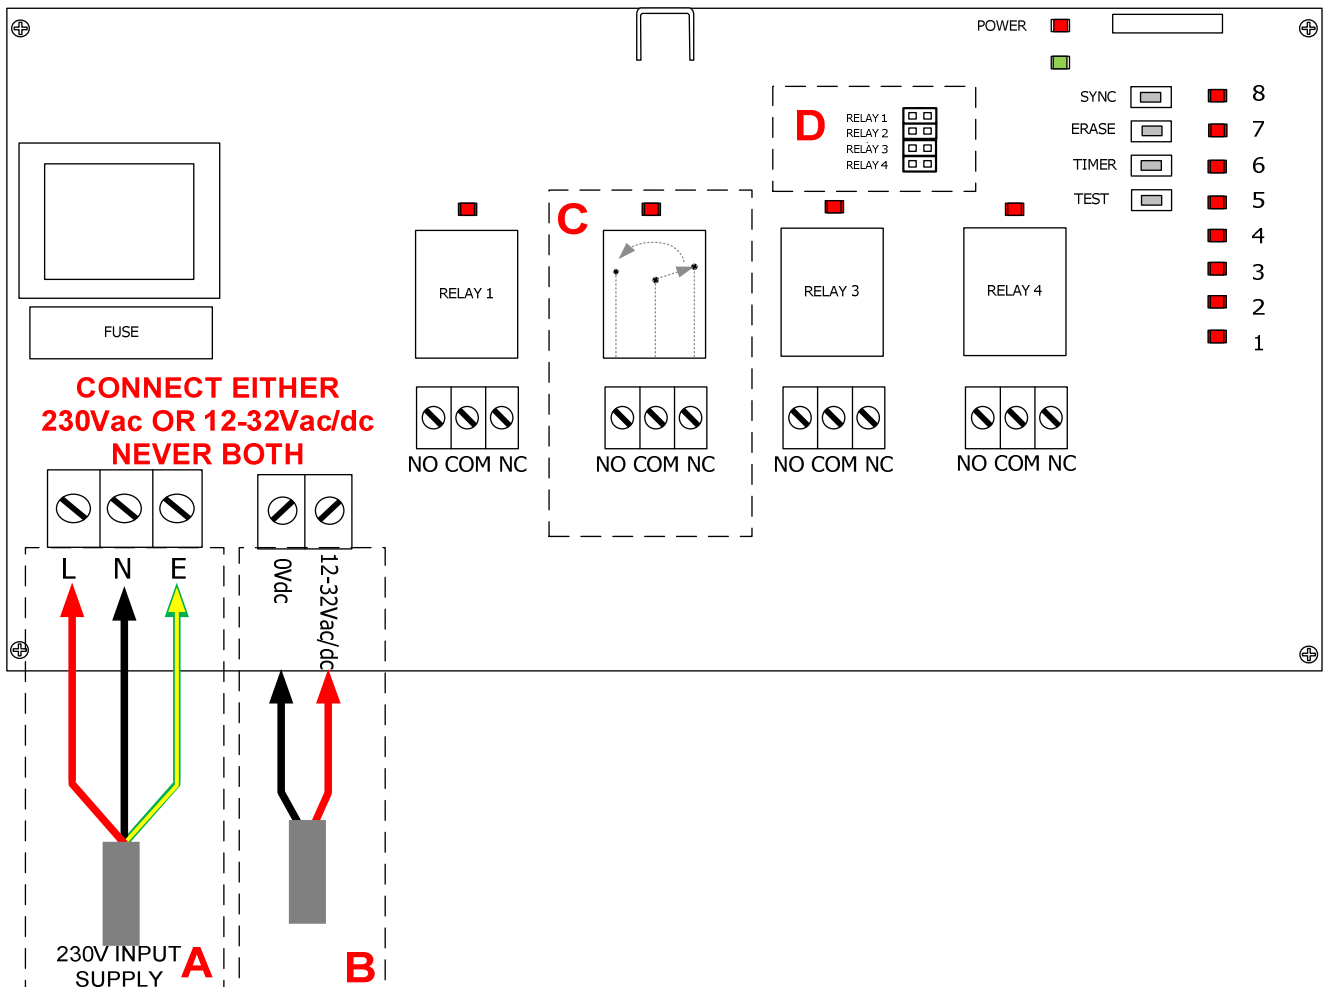 POWER
SYNC
ERASE
TIMER
TEST
8
7
6
5
4
3
2
1
D
RELAY 1
RELAY 2
RELAY 3
RELAY 4
C
RELAY 1
RELAY 3
RELAY 4
FUSE
CONNECT EITHER
230Vac OR 12-32Vac/dc
NEVER BOTH
NO COM NC
NO COM NC
NO COM NC
NO COM NC
L N E
0Vdc
12-32Vac/dc
230V INPUT
SUPPLY
A
B